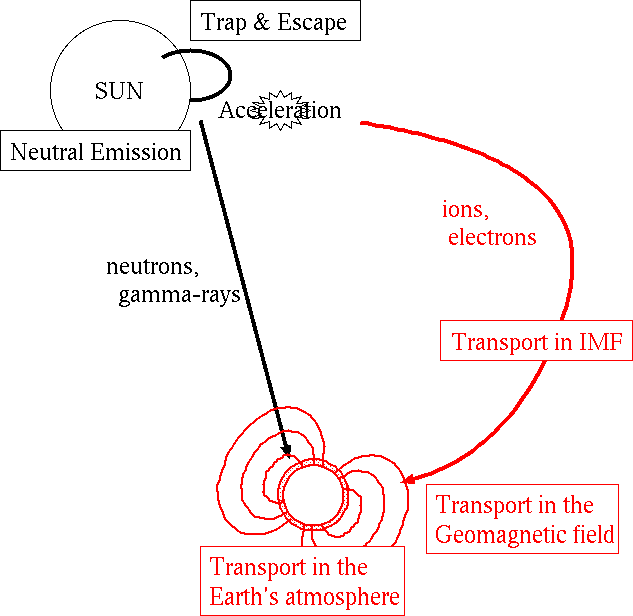 Trap & Escape
SUN
Acceleration
Neutral Emission
ions,
electrons
neutrons,
gamma-rays
Transport in IMF
Transport in the
Geomagnetic field
Transport in the
Earth's atmosphere